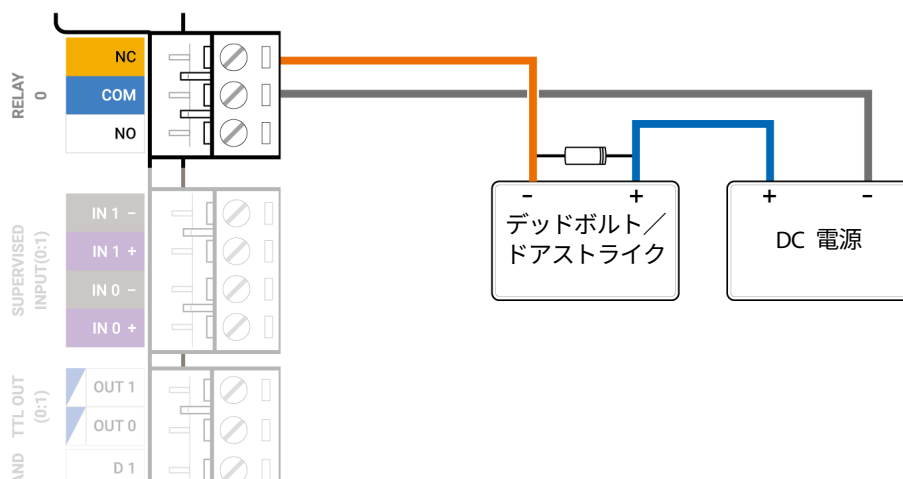 RELAY
0
NC
COM
NO
SUPERVISED
INPUT(0:1)
IN 1 −
IN 1 +
IN 0 −
IN 0 +
TTL OUT
(0:1)
OUT 1
OUT 0
AND
D 1
− +
デッドボルト／
ドアストライク
+ −
DC 電源